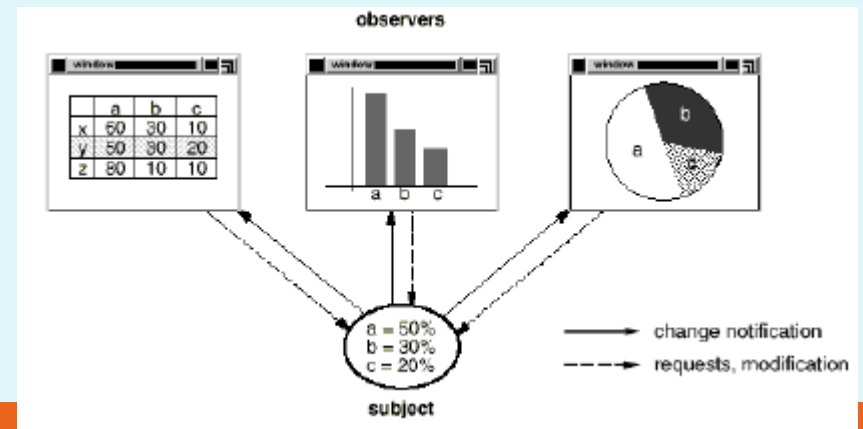 observers
window
window
window
a b c
x 60 30 10
y 50 30 20
z 80 10 10
a b c
a
b
c
a = 50%
b = 30%
c = 20%
subject
change notification
requests, modification